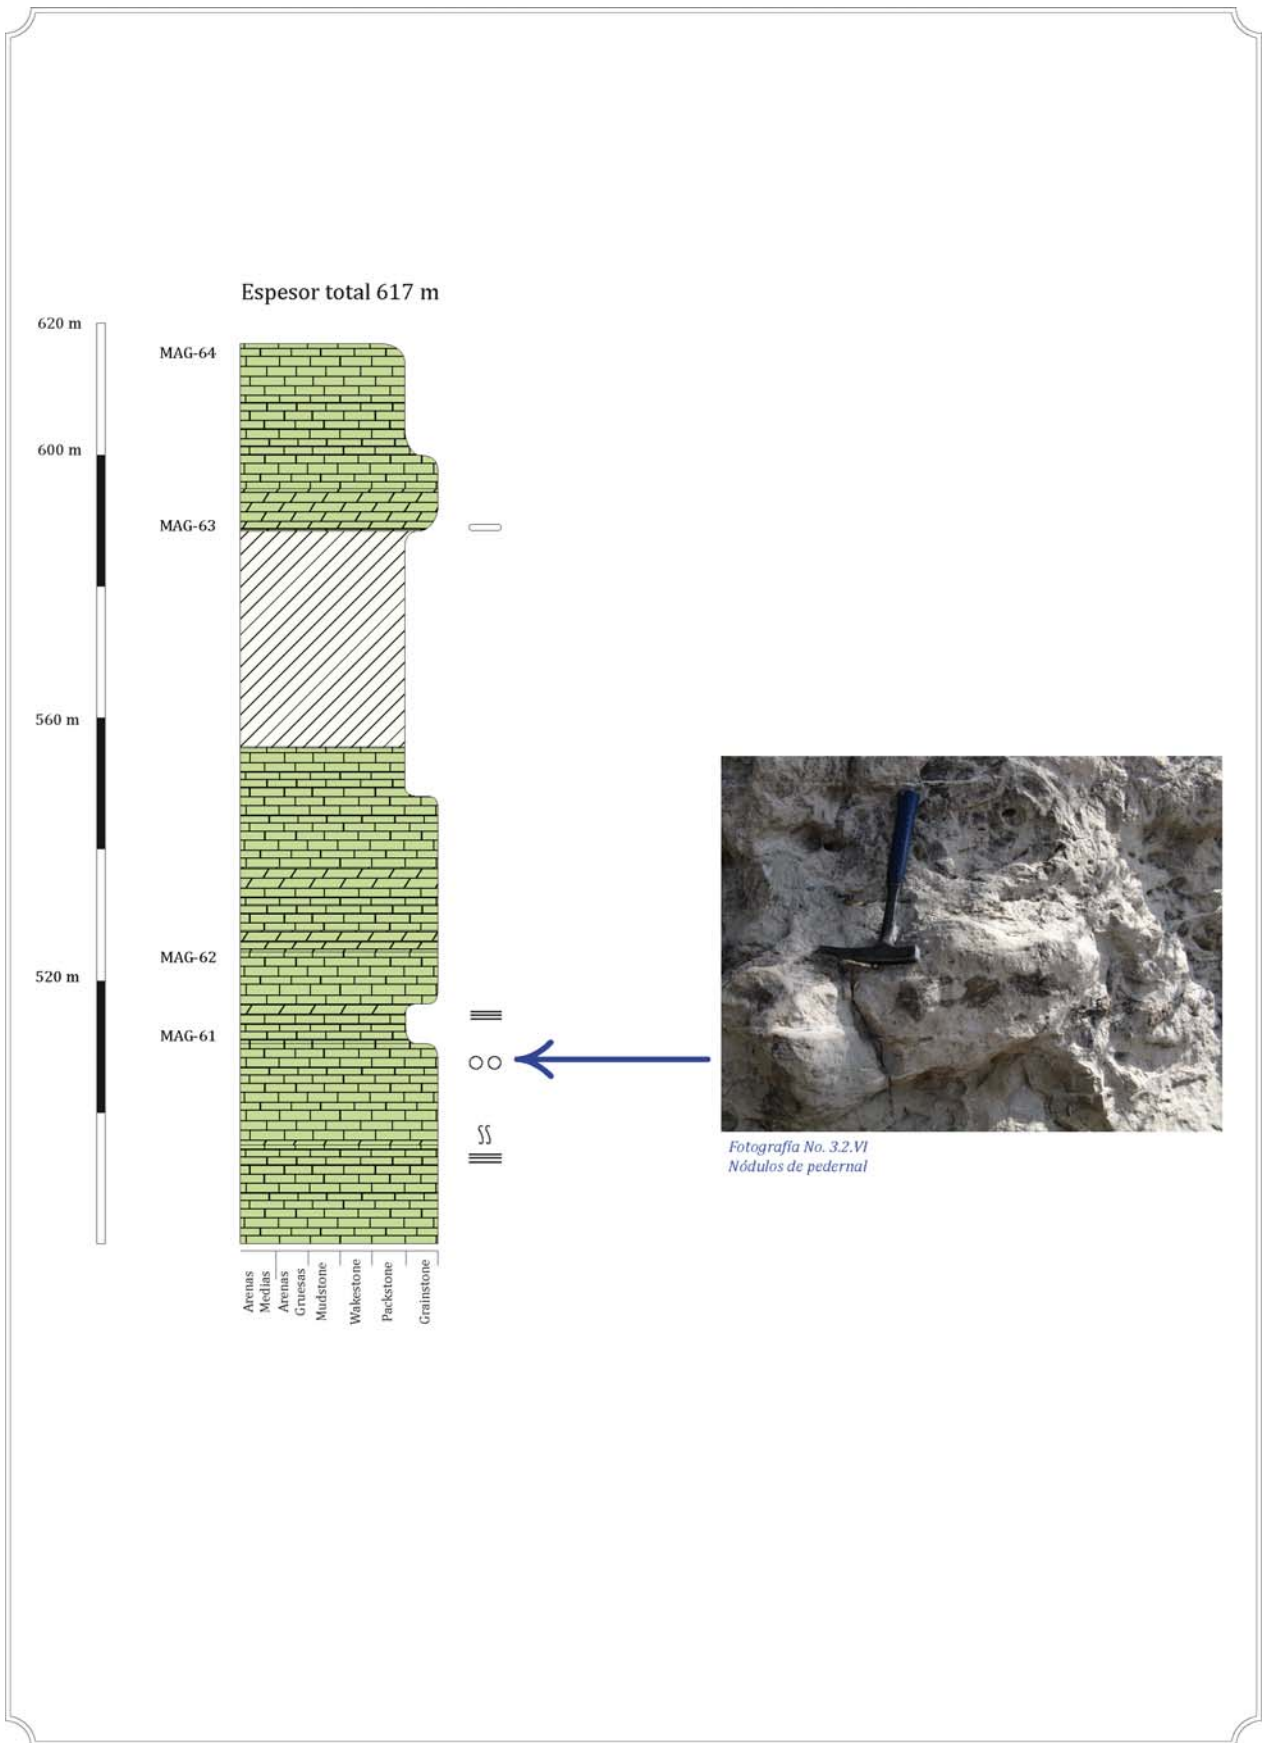 Espesor total 617 m
620 m
MAG-64
600 m
MAG-63
560 m
MAG-62
520 m
MAG-61
Fotografía No. 3.2.VI
Nódulos de pedernal
Arenas
Medias
Arenas
Gruesas
Mudstone
Wakestone
Packstone
Grainstone